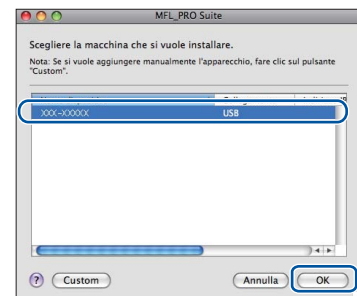 MFL_PRO Suite
Scegliere la macchina che si vuole installare.
Nota: Se si vuole aggiungere manualmente l'apparecchio, fare clic sul pulsante
"Custom".
XXX-XXXXX USB
? Custom Annulla OK